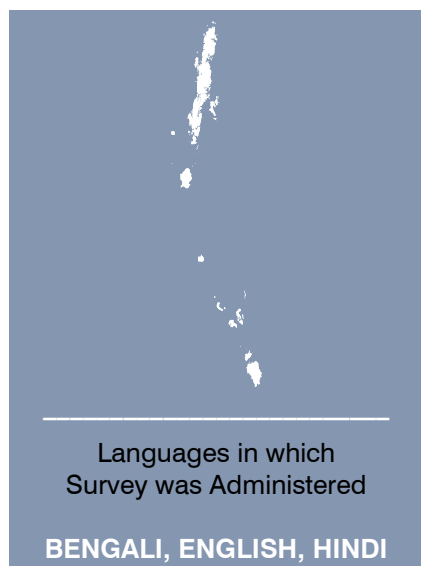 Languages in which
Survey was Administered
BENGALI, ENGLISH, HINDI